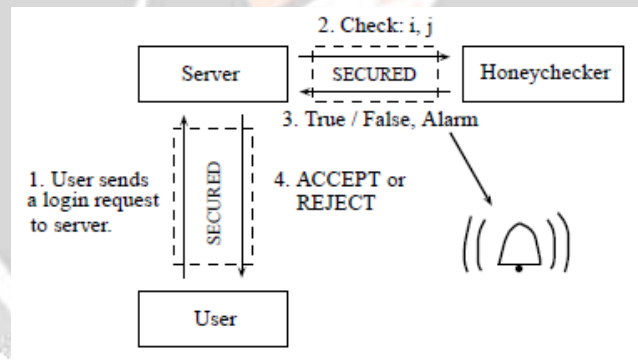 2. Check: i, j
Server
SECURED
Honeychecker
3. True / False, Alarm
1. User sends
a login request
to server.
SECURED
4. ACCEPT or
REJECT
User